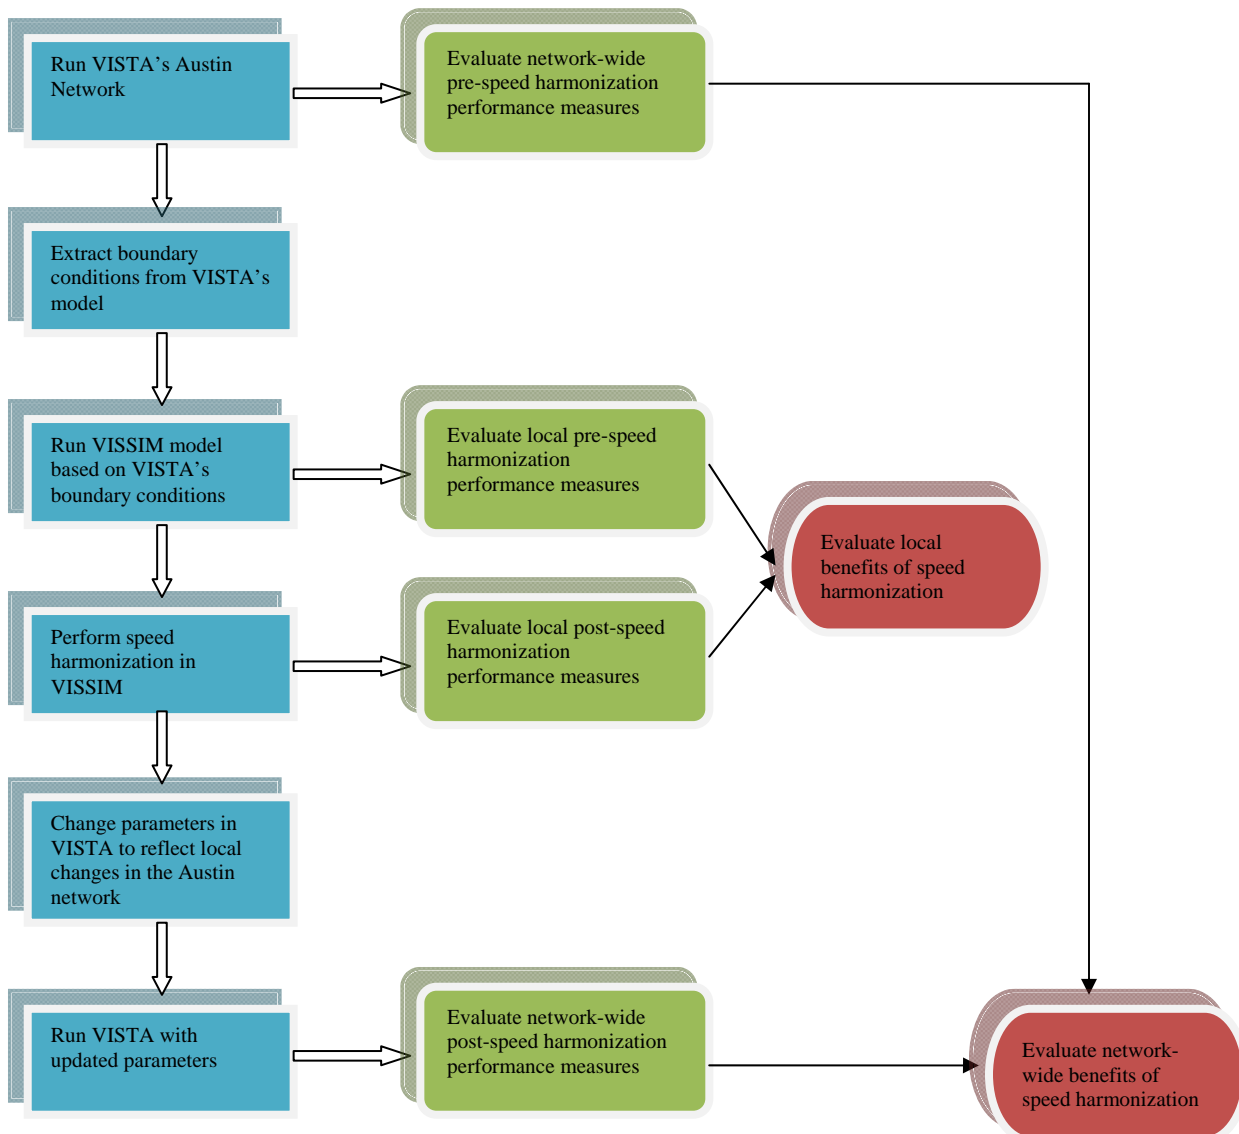 Run VISTA’s Austin
Network
Evaluate network-wide
pre-speed harmonization
performance measures
Extract boundary
conditions from VISTA’s
model
Run VISSIM model
based on VISTA’s
boundary conditions
Evaluate local pre-speed
harmonization
performance measures
Evaluate local
benefits of speed
harmonization
Perform speed
harmonization in
VISSIM
Evaluate local post-speed
harmonization
performance measures
Change parameters in
VISTA to reflect local
changes in the Austin
network
Run VISTA with
updated parameters
Evaluate network-wide
post-speed harmonization
performance measures
Evaluate network-
wide benefits of
speed harmonization